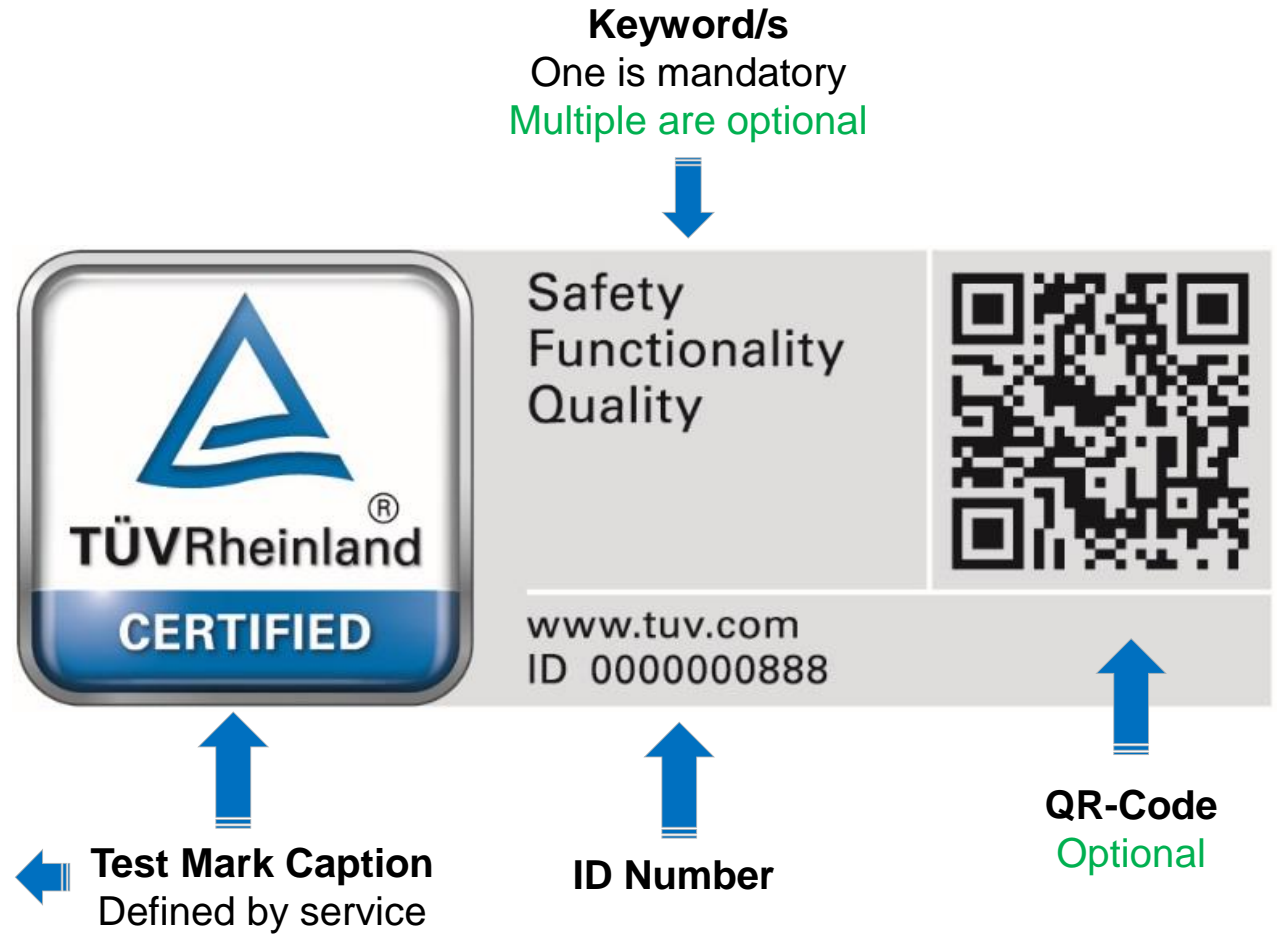 Keyword/s
One is mandatory
Multiple are optional
Safety
Functionality
Quality
®
TÜVRheinland
CERTIFIED
www.tuv.com
ID 0000000888
Test Mark Caption
Defined by service
ID Number
QR-Code
Optional